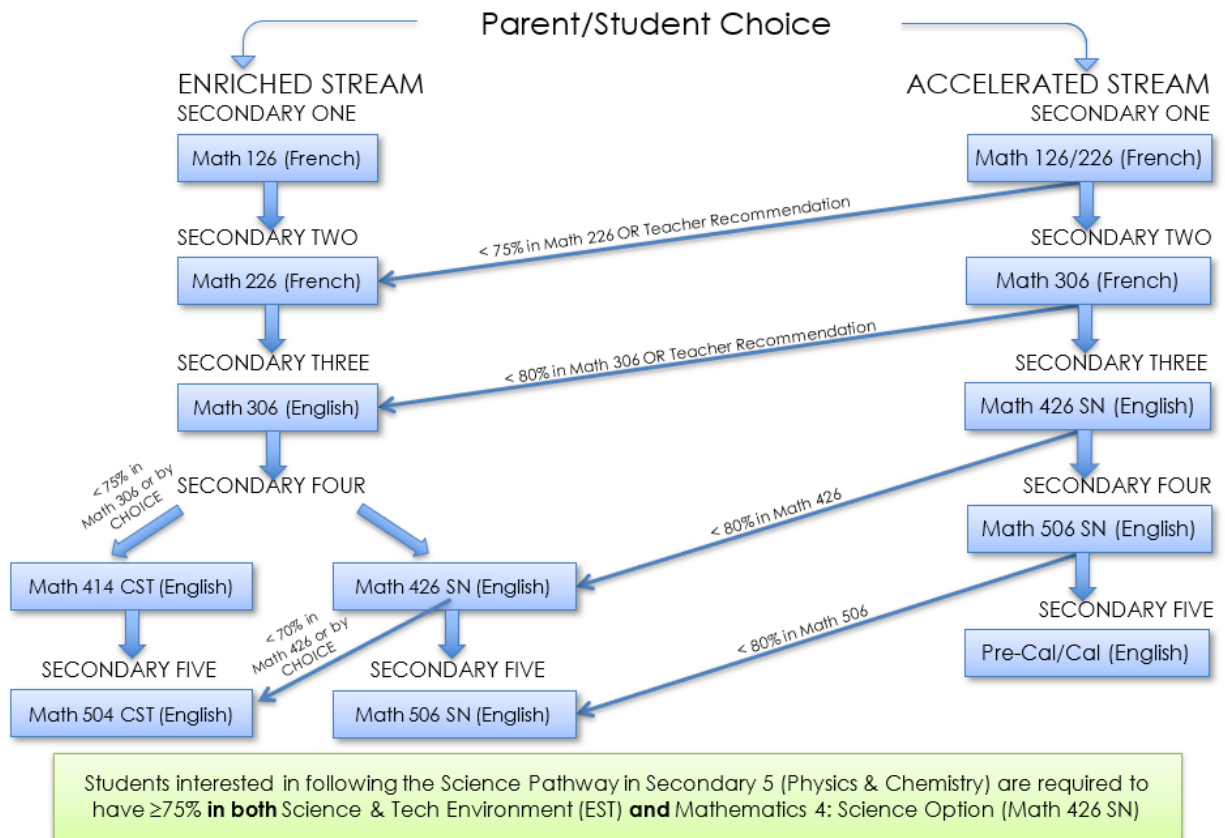 Parent/Student Choice
ENRICHED STREAM
SECONDARY ONE
Math 126 (French)
SECONDARY TWO
Math 226 (French)
SECONDARY THREE
Math 306 (English)
SECONDARY FOUR
<75% in
Math 306 or by
CHOICE
Math 414 CST (English)
Math 426 SN (English)
< 70% in
Math 426 or by
CHOICE
SECONDARY FIVE
Math 504 CST (English)
SECONDARY FIVE
Math 506 SN (English)
< 75% in Math 226 OR Teacher Recommendation
< 80% in Math 306 OR Teacher Recommendation
< 80% in Math 426
< 80% in Math 506
ACCELERATED STREAM
SECONDARY ONE
Math 126/226 (French)
SECONDARY TWO
Math 306 (French)
SECONDARY THREE
Math 426 SN (English)
SECONDARY FOUR
Math 506 SN (English)
SECONDARY FIVE
Pre-Cal/Cal (English)
Students interested in following the Science Pathway in Secondary 5 (Physics & Chemistry) are required to
have ≥75% in both Science & Tech Environment (EST) and Mathematics 4: Science Option (Math 426 SN)